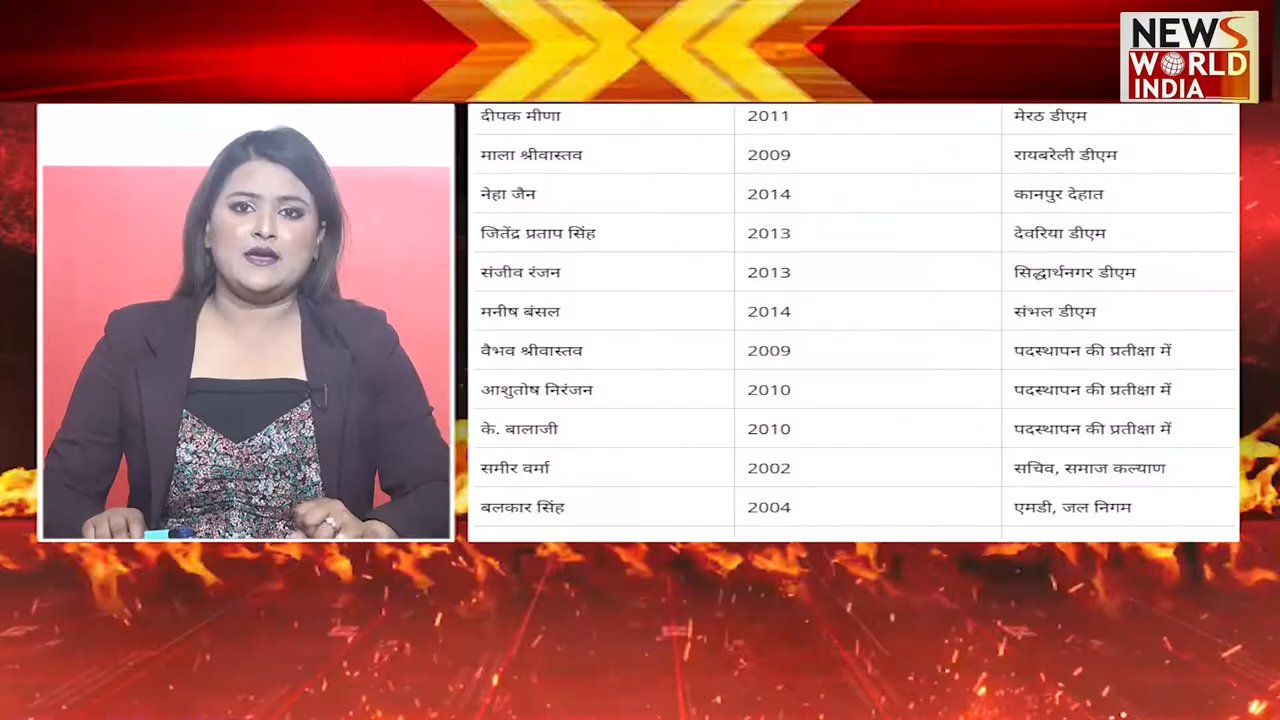 NEWS
WORLD
INDIA
दीपक मीणा 2011 मेरठ डीएम
माला श्रीवास्तव 2009 रायबरेली डीएम
नेहा जैन 2014 कानपुर देहात
जितेंद्र प्रताप सिंह 2013 देवरिया डीएम
संजीव रंजन 2013 सिद्धार्थनगर डीएम
मनीष बंसल 2014 संभल डीएम
वैभव श्रीवास्तव 2009 पदस्थापन की प्रतीक्षा में
आशुतोष निरंजन 2010 पदस्थापन की प्रतीक्षा में
के. बालाजी 2010 पदस्थापन की प्रतीक्षा में
समीर वर्मा 2002 सचिव, समाज कल्याण
बलकार सिंह 2004 एमडी, जल निगम